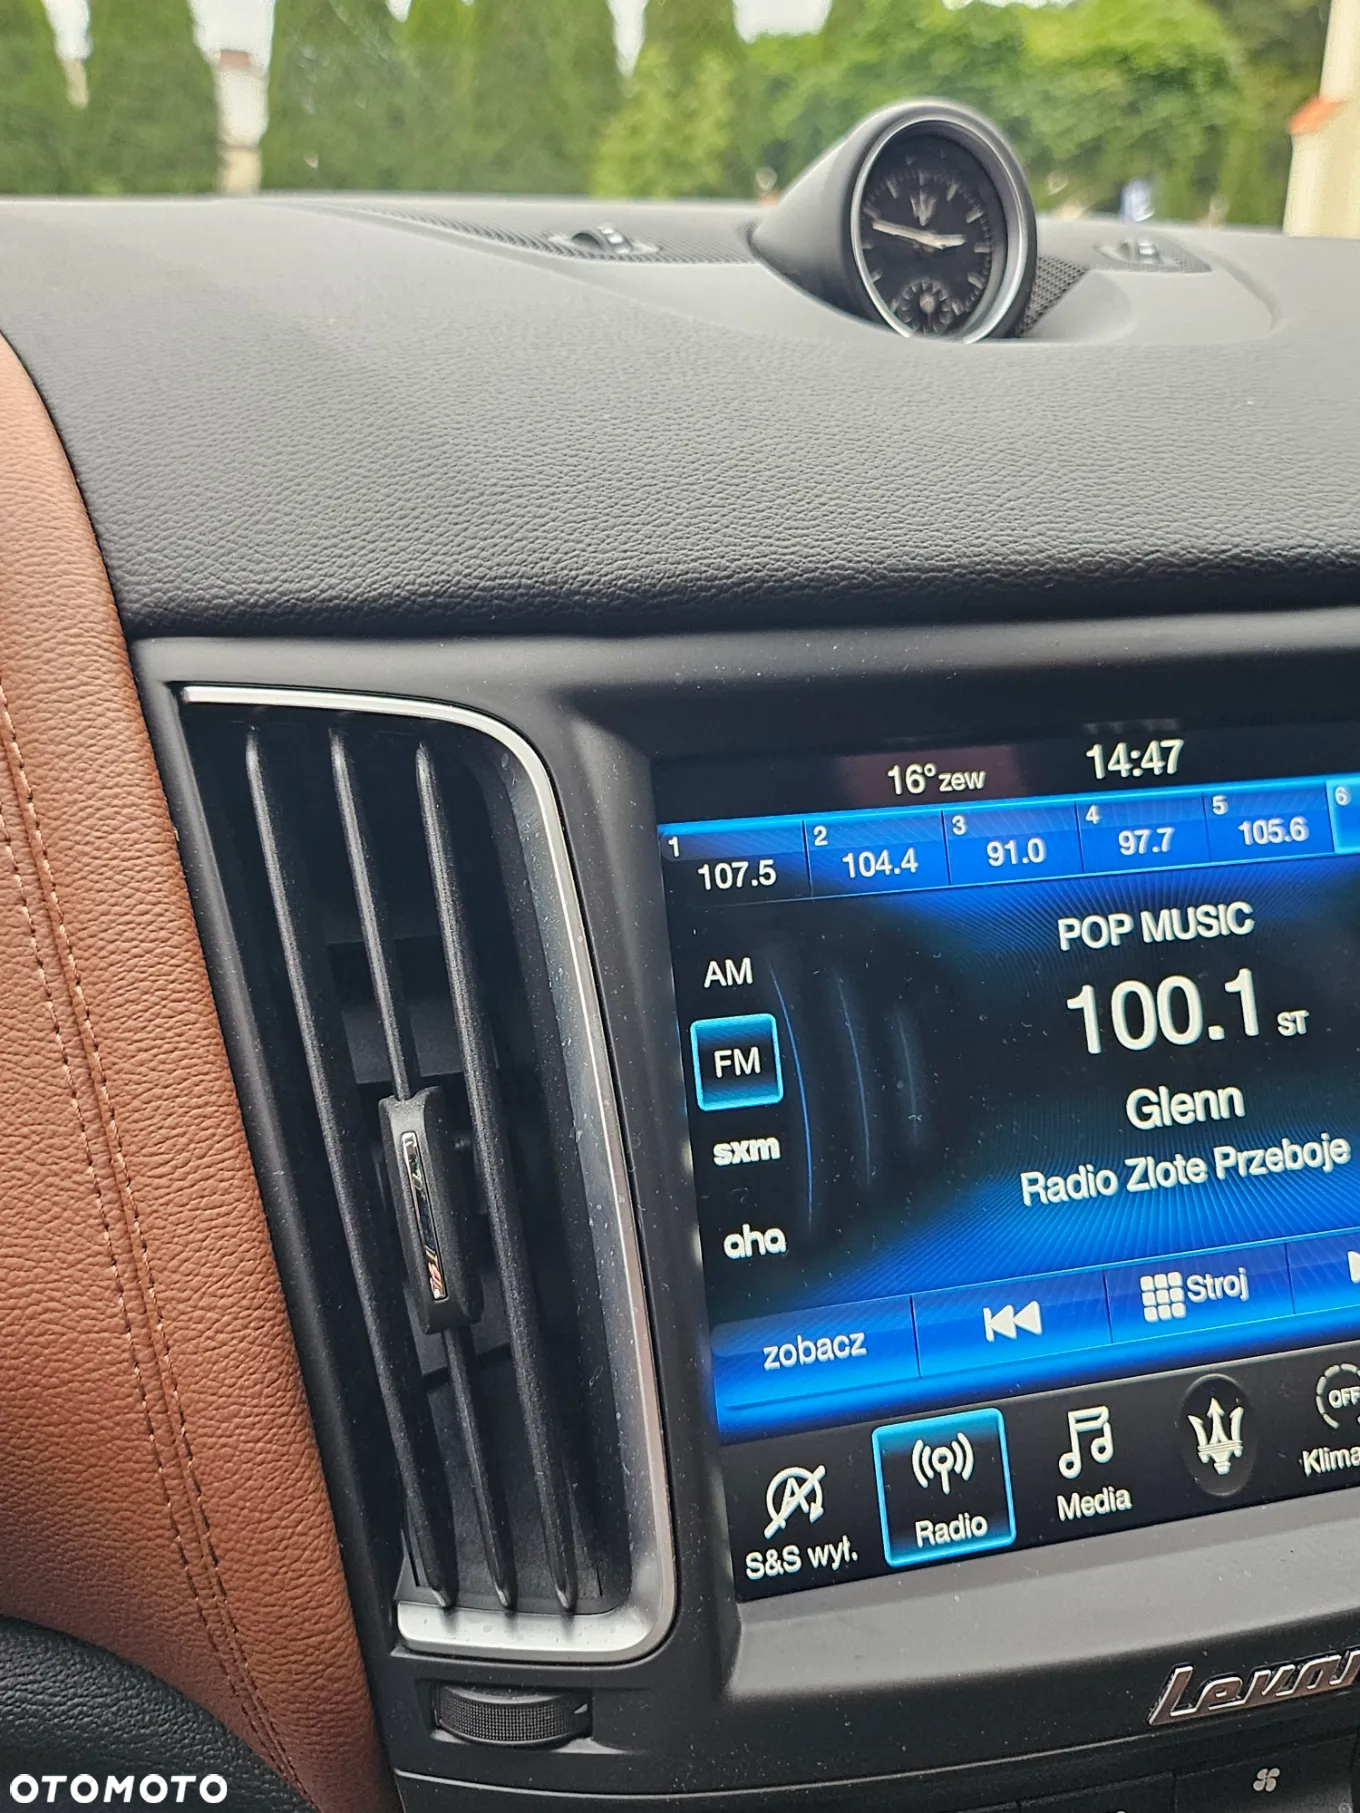 16° zew 14:47
1 107.5 2 104.4 3 91.0 4 97.7 5 105.6 6
POP MUSIC
AM
100.1 ST
FM
Glenn
sxm
Radio Zlote Przeboje
aha
zobacz Stroj
OFF
S&S wył. Radio Media Klima
Levan
OTOMOTO